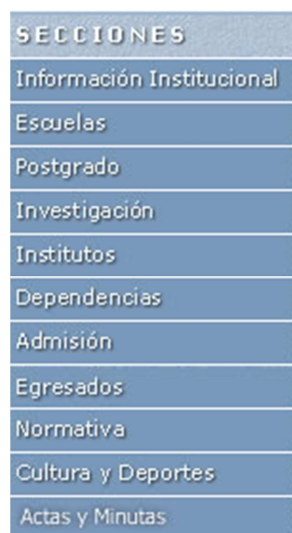 SECCIONES
Información Institucional
Escuelas
Postgrado
Investigación
Institutos
Dependencias
Admisión
Egresados
Normativa
Cultura y Deportes
Actas y Minutas